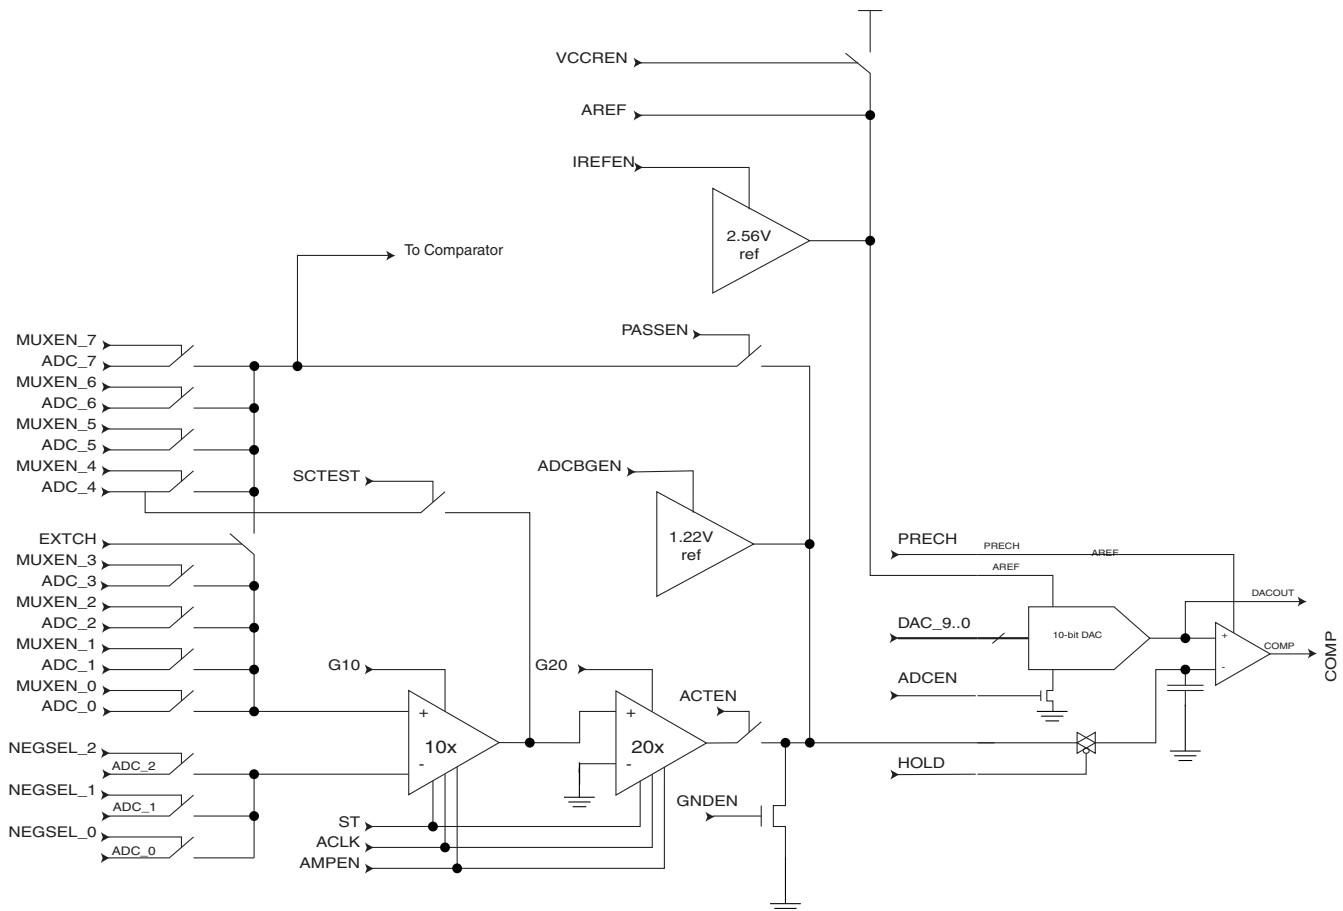 VCCREN
AREF
IREFEN
2.56V
ref
To Comparator
PASSEN
MUXEN_7
ADC_7
MUXEN_6
ADC_6
MUXEN_5
ADC_5
MUXEN_4
ADC_4
SCTEST
ADCBGEN
1.22V
ref
EXTCH
MUXEN_3
ADC_3
MUXEN_2
ADC_2
MUXEN_1
ADC_1
MUXEN_0
ADC_0
PRECH
PRECH
AREF
AREF
DACOUT
DAC_9..0
10-bit DAC
+
-
COMP
COMP
ADCEN
HOLD
G10
+
10x
-
G20
+
20x
-
ACTEN
NEGSEL_2
ADC_2
NEGSEL_1
ADC_1
NEGSEL_0
ADC_0
ST
ACLK
AMPEN
GNDEN